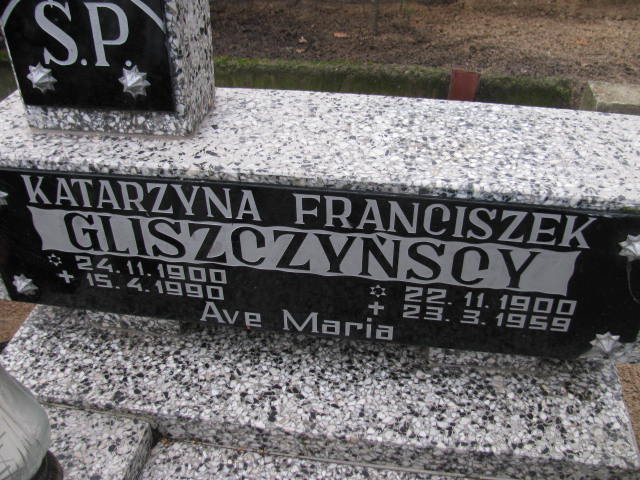 S.P.
KATARZYNA FRANCISZEK
GLISZCZYŃSCY
24.11.1900 22.11.1900
15.4.1990 23.3.1959
Ave Maria